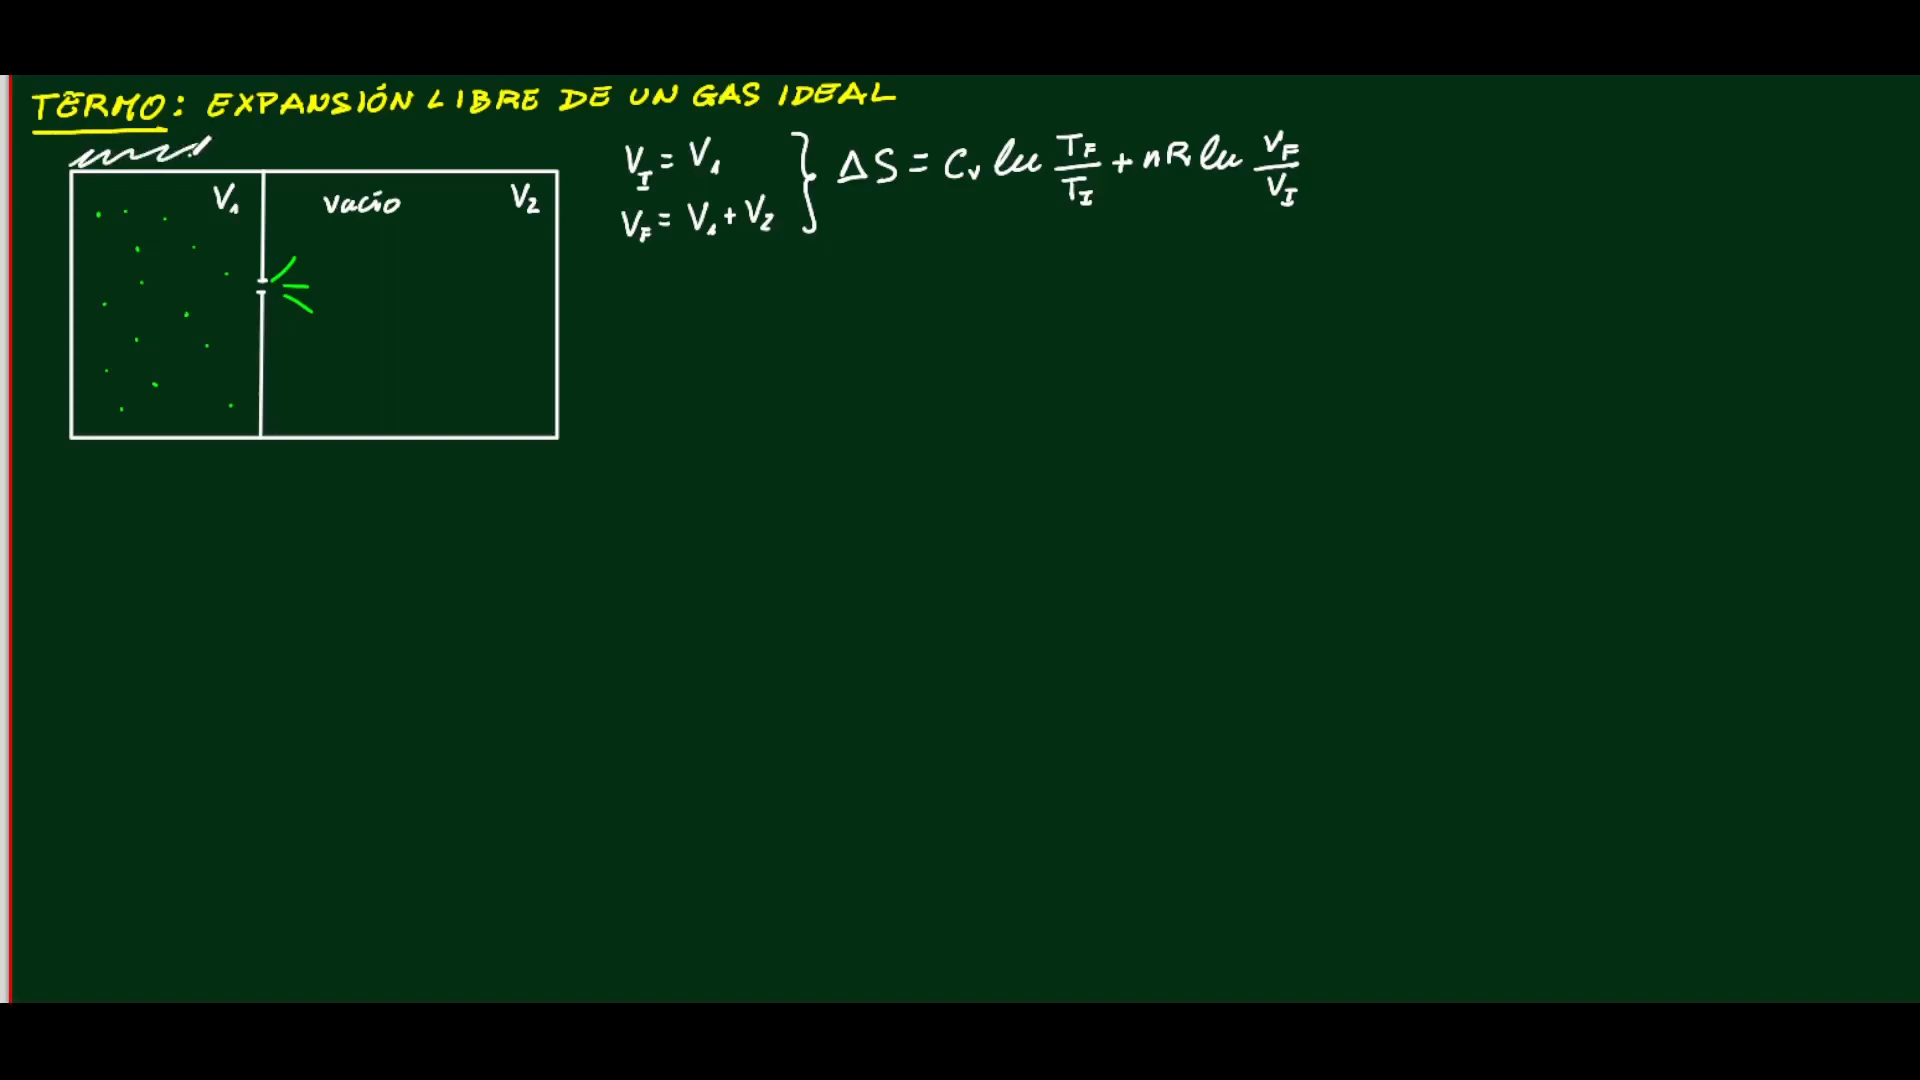 TERMO: EXPANSIÓN LIBRE DE UN GAS IDEAL
V₁ vacío V₂
V_I = V₁
V_F = V₁ + V₂
} ΔS = C_v ln T_F/T_I + nR ln V_F/V_I